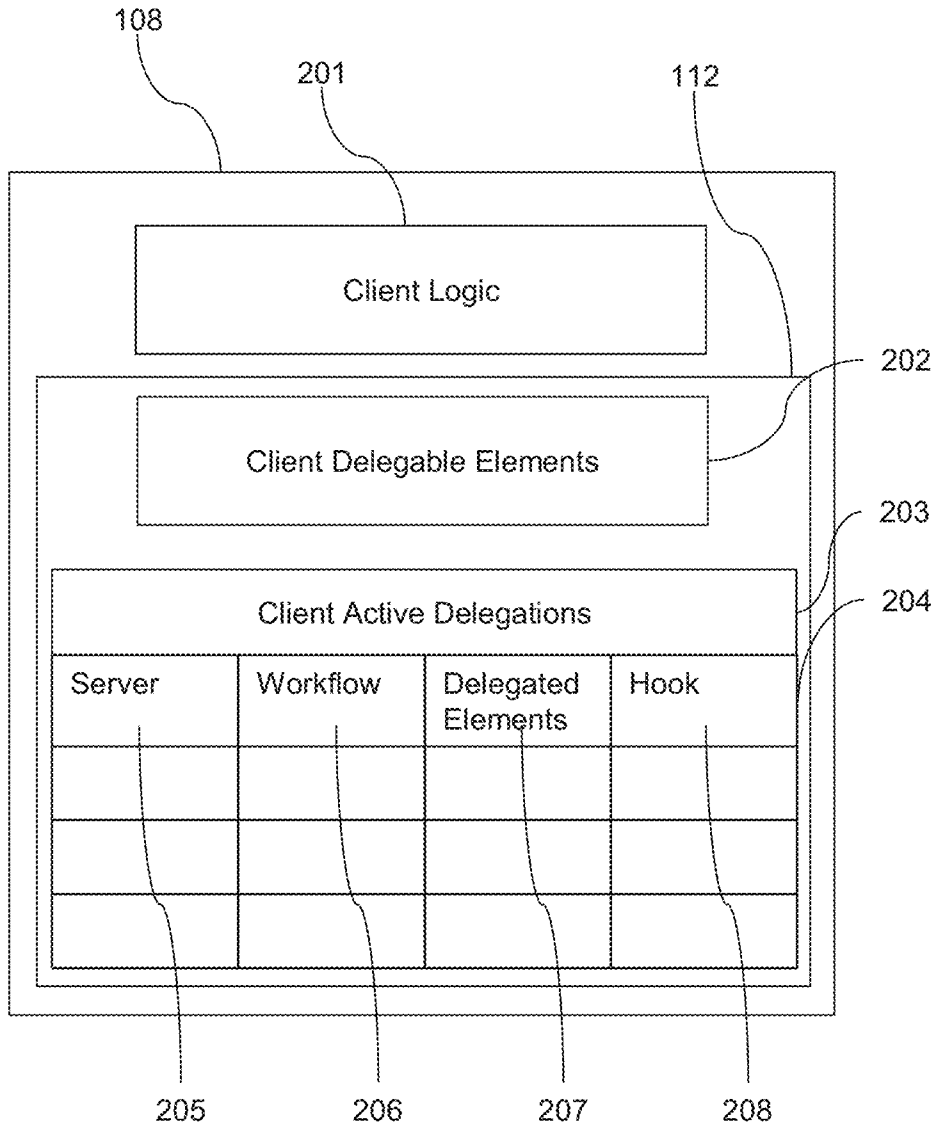 108
201
112
Client Logic
202
Client Delegable Elements
203
Client Active Delegations
204
Server
Workflow
Delegated
Elements
Hook
205
206
207
208